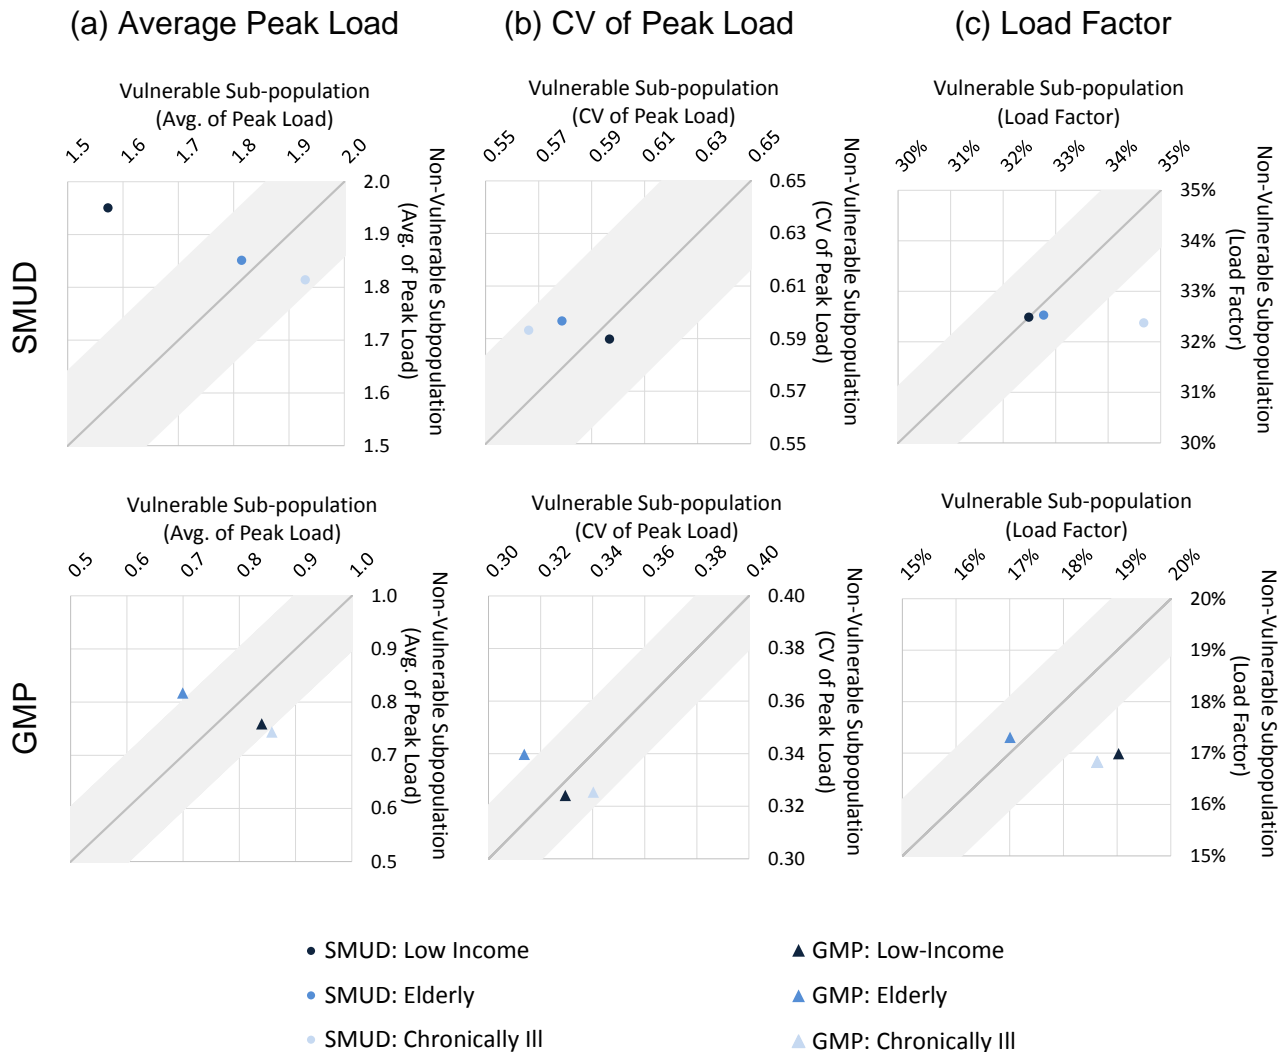 (a) Average Peak Load
(b) CV of Peak Load
(c) Load Factor
SMUD
Vulnerable Sub-population
(Avg. of Peak Load)
1.5 1.6 1.7 1.8 1.9 2.0
2.0
1.9
1.8
1.7
1.6
1.5
Non-Vulnerable Subpopulation
(Avg. of Peak Load)
Vulnerable Sub-population
(CV of Peak Load)
0.55 0.57 0.59 0.61 0.63 0.65
0.65
0.63
0.61
0.59
0.57
0.55
Non-Vulnerable Subpopulation
(CV of Peak Load)
Vulnerable Sub-population
(Load Factor)
30% 31% 32% 33% 34% 35%
35%
34%
33%
32%
31%
30%
Non-Vulnerable Subpopulation
(Load Factor)
GMP
Vulnerable Sub-population
(Avg. of Peak Load)
0.5 0.6 0.7 0.8 0.9 1.0
1.0
0.9
0.8
0.7
0.6
0.5
Non-Vulnerable Subpopulation
(Avg. of Peak Load)
Vulnerable Sub-population
(CV of Peak Load)
0.30 0.32 0.34 0.36 0.38 0.40
0.40
0.38
0.36
0.34
0.32
0.30
Non-Vulnerable Subpopulation
(CV of Peak Load)
Vulnerable Sub-population
(Load Factor)
15% 16% 17% 18% 19% 20%
20%
19%
18%
17%
16%
15%
Non-Vulnerable Subpopulation
(Load Factor)
SMUD: Low Income
SMUD: Elderly
SMUD: Chronically Ill
GMP: Low-Income
GMP: Elderly
GMP: Chronically Ill